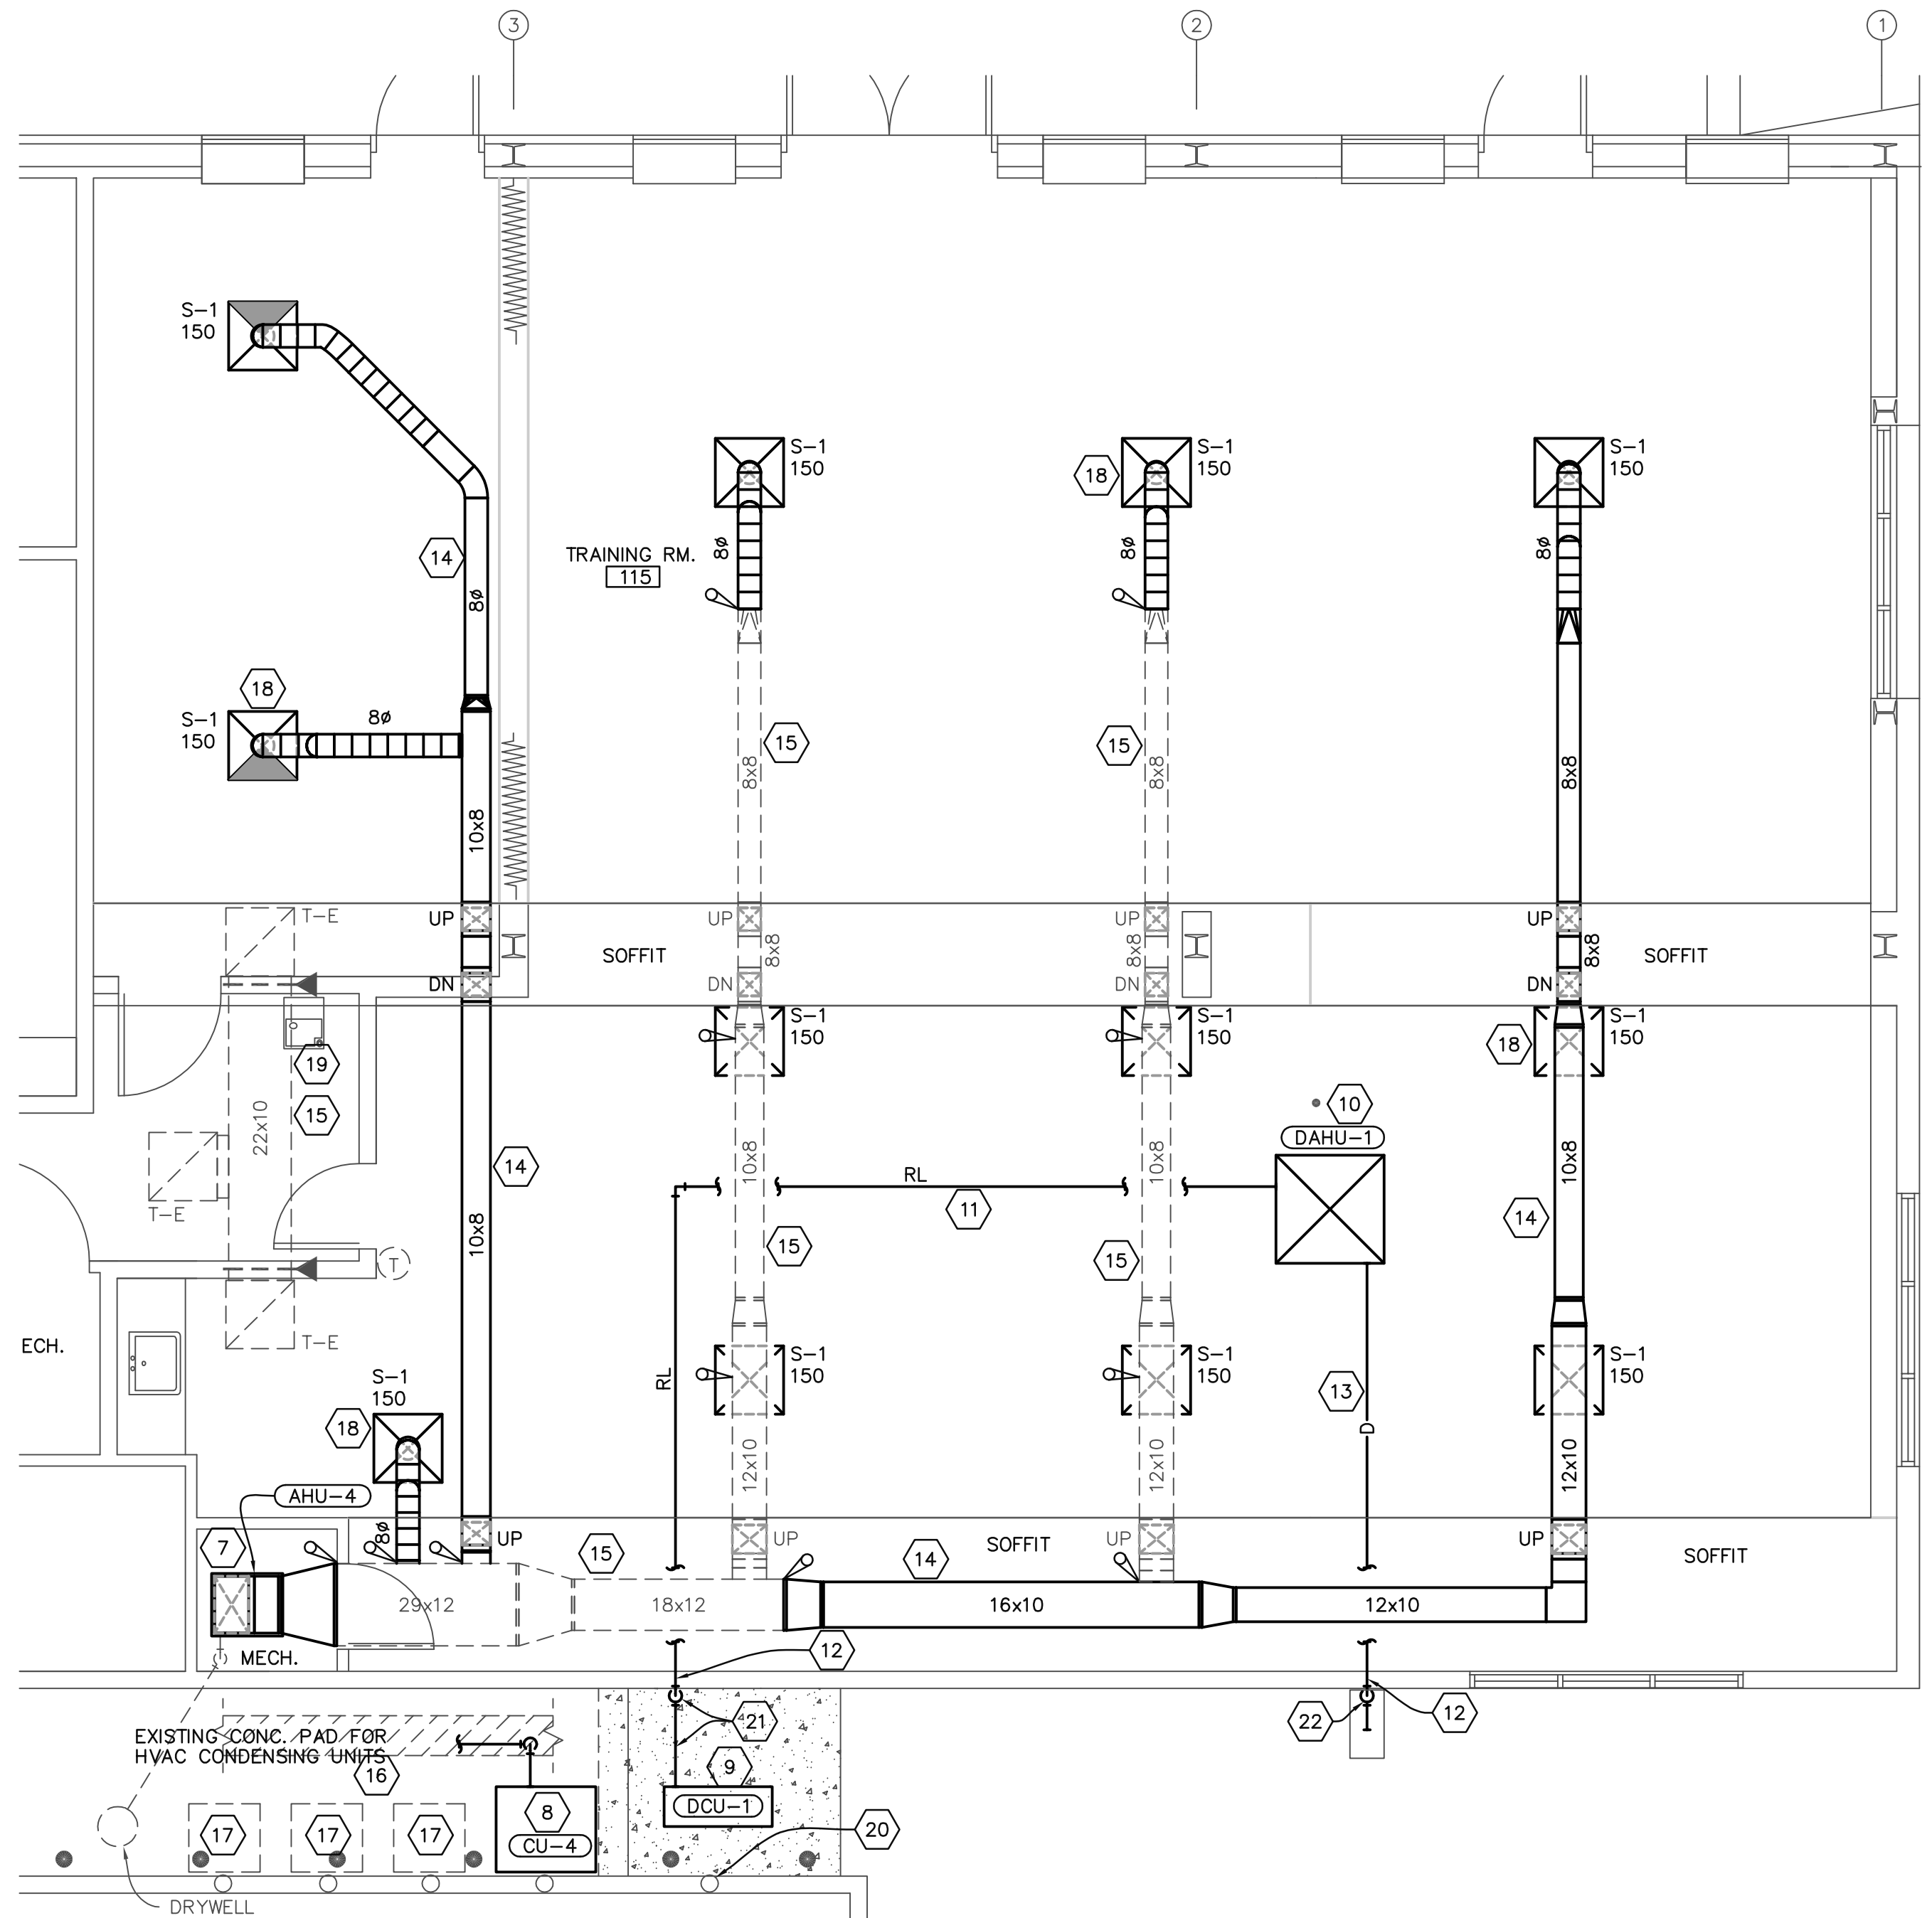 3
2
1
S-1
150
S-1
150
S-1
150
18
S-1
150
14
8ø
8ø
8ø
TRAINING RM.
115
8ø
18
S-1
150
8ø
15
15
8x8
8x8
8x8
10x8
T-E
UP
UP
UP
UP
SOFFIT
8x8
8x8
8x8
SOFFIT
DN
DN
DN
DN
S-1
150
S-1
150
18
S-1
150
19
15
22x10
10
DAHU-1
14
10x8
10x8
10x8
RL
11
T-E
10x8
14
15
15
T
ECH.
T-E
S-1
150
S-1
150
S-1
150
RL
13
S-1
150
18
D
12x10
12x10
12x10
AHU-4
7
8ø
UP
15
UP
14
SOFFIT
UP
UP
SOFFIT
29x12
18x12
16x10
12x10
MECH.
12
12
21
22
EXISTING CONC. PAD FOR
HVAC CONDENSING UNITS
16
9
DCU-1
8
CU-4
17
17
17
20
DRYWELL